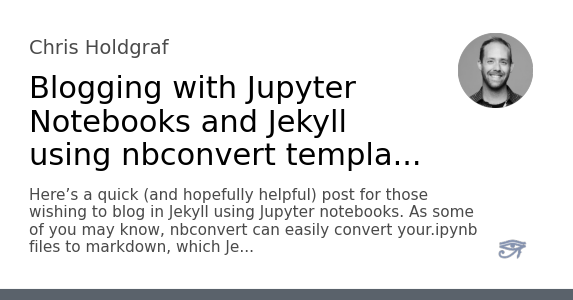 Chris Holdgraf
Blogging with Jupyter
Notebooks and Jekyll
using nbconvert templa...
Here’s a quick (and hopefully helpful) post for those
wishing to blog in Jekyll using Jupyter notebooks. As some
of you may know, nbconvert can easily convert your.ipynb
files to markdown, which Je...